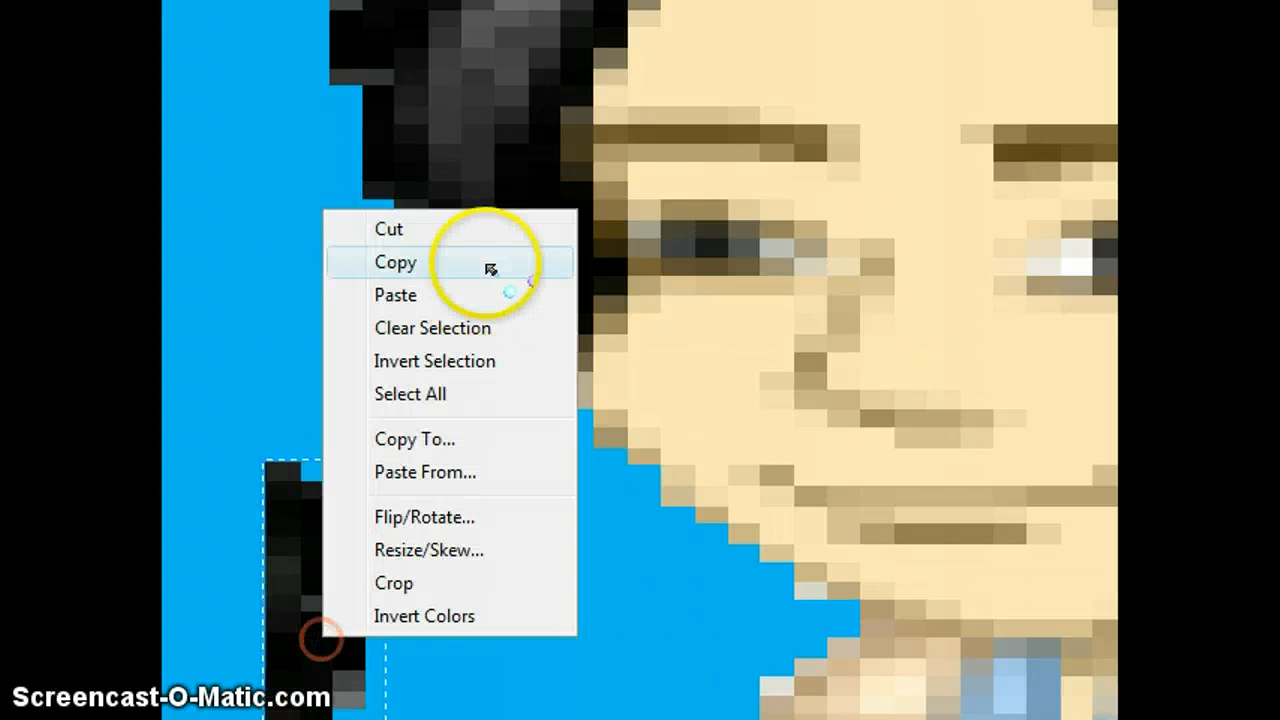 Cut
Copy
Paste
Clear Selection
Invert Selection
Select All
Copy To...
Paste From...
Flip/Rotate...
Resize/Skew...
Crop
Invert Colors
Screencast-O-Matic.com